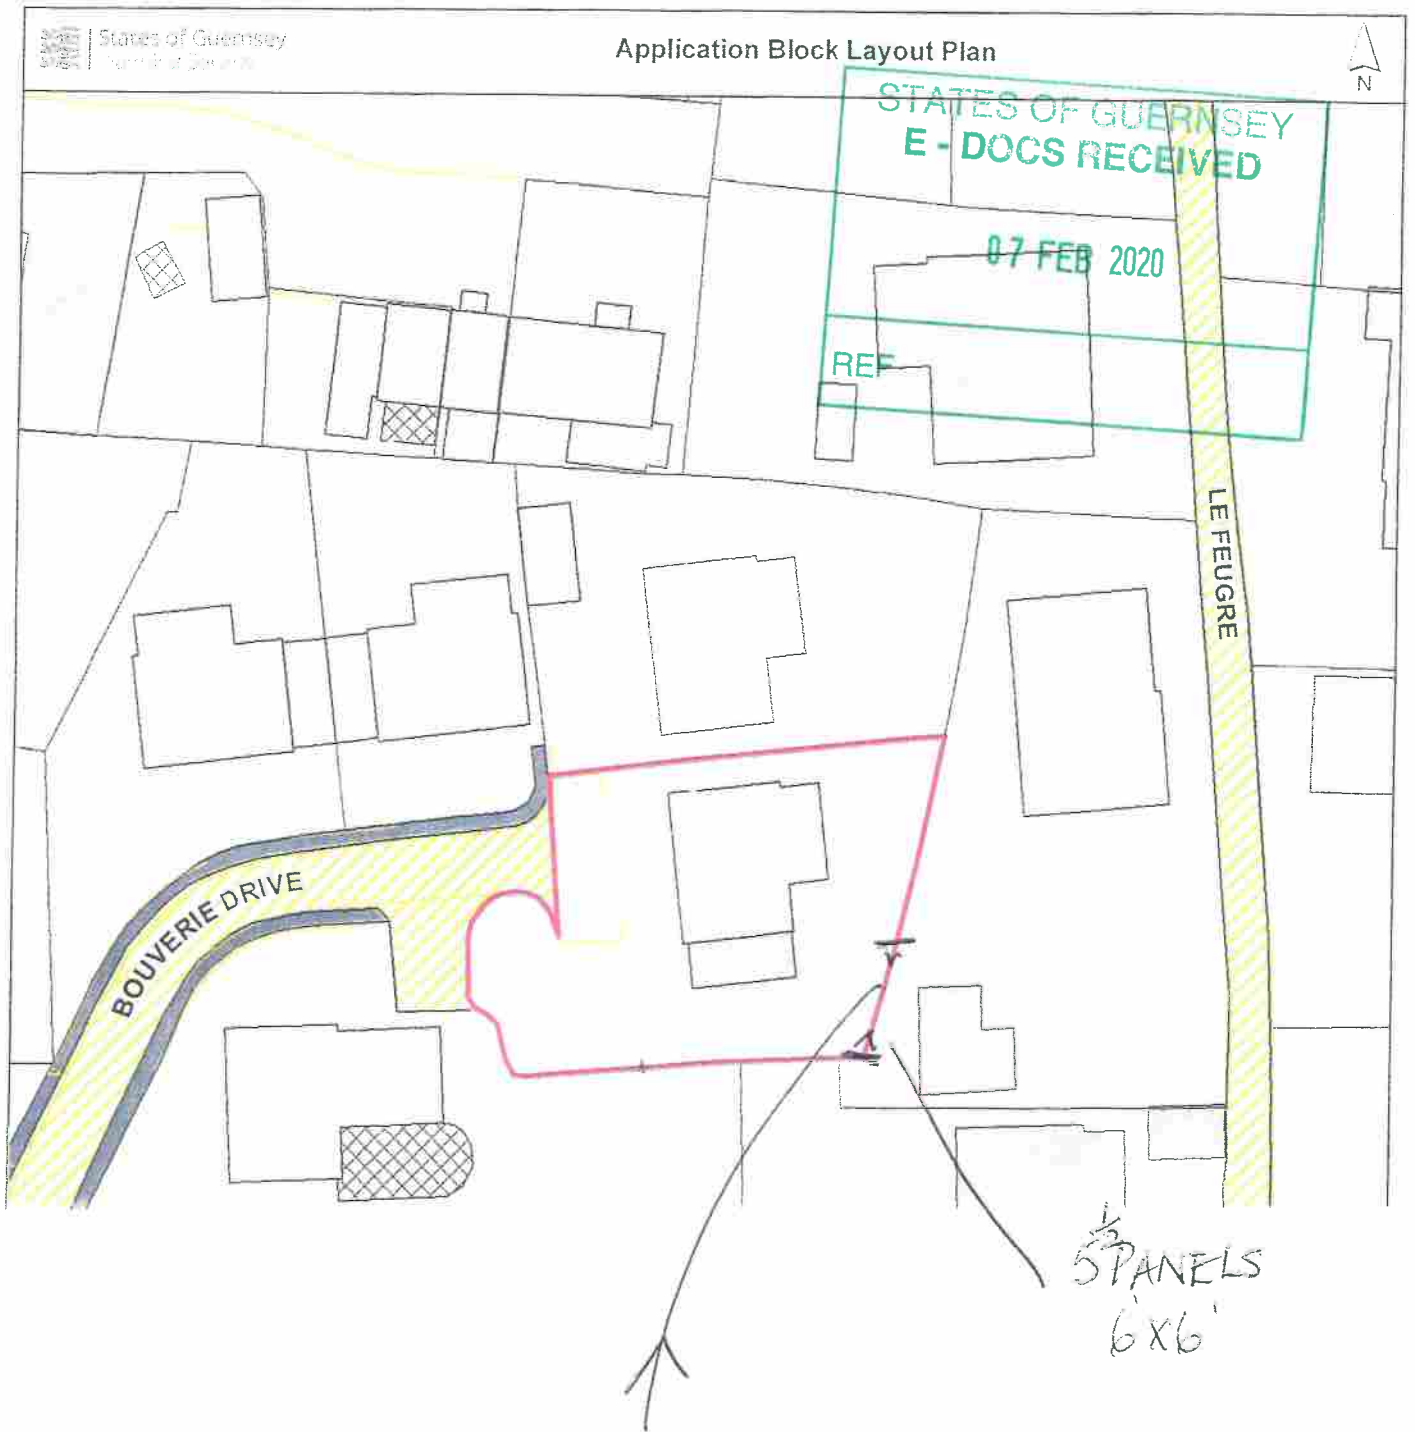 States of Guernsey
Application Block Layout Plan
N
STATES OF GUERNSEY
E - DOCS RECEIVED
07 FEB 2020
REF
LE FEUGRE
BOUVERIE DRIVE
5 1/2 PANELS
6' X 6'